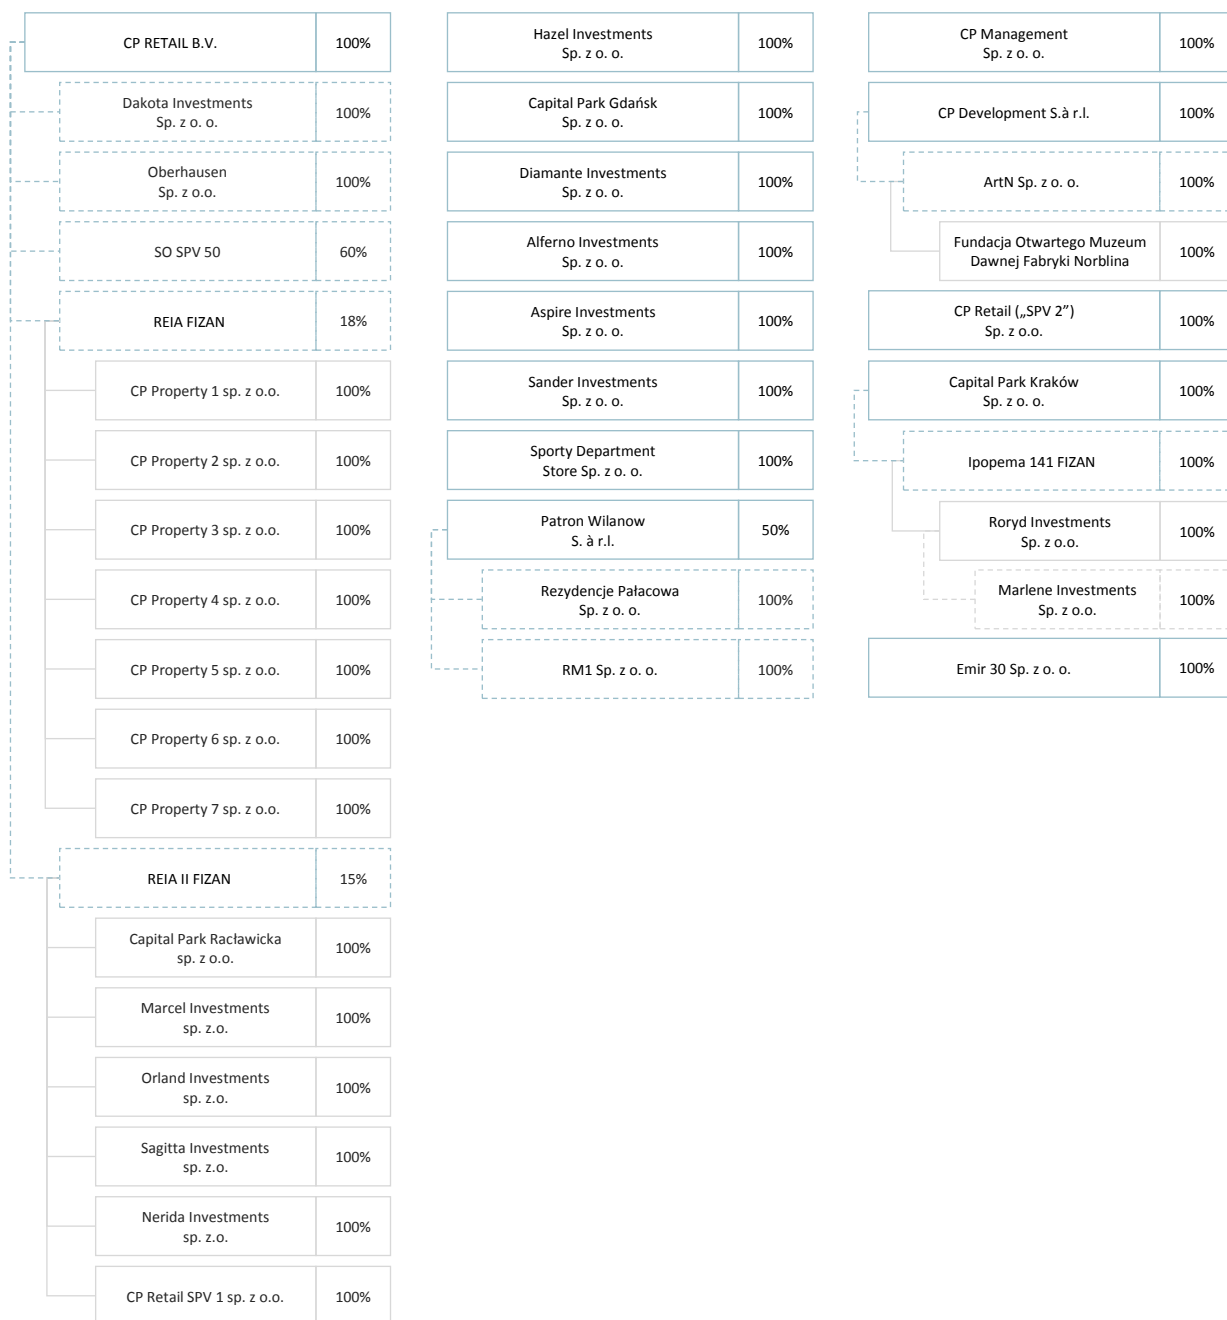 CP RETAIL B.V.
100%
Dakota Investments
Sp. z o. o.
100%
Oberhausen
Sp. z o.o.
100%
SO SPV 50
60%
REIA FIZAN
18%
CP Property 1 sp. z o.o.
100%
CP Property 2 sp. z o.o.
100%
CP Property 3 sp. z o.o.
100%
CP Property 4 sp. z o.o.
100%
CP Property 5 sp. z o.o.
100%
CP Property 6 sp. z o.o.
100%
CP Property 7 sp. z o.o.
100%
REIA II FIZAN
15%
Capital Park Racławicka
sp. z o.o.
100%
Marcel Investments
sp. z.o.
100%
Orland Investments
sp. z.o.
100%
Sagitta Investments
sp. z.o.
100%
Nerida Investments
sp. z.o.
100%
CP Retail SPV 1 sp. z o.o.
100%
Hazel Investments
Sp. z o. o.
100%
Capital Park Gdańsk
Sp. z o. o.
100%
Diamante Investments
Sp. z o. o.
100%
Alferno Investments
Sp. z o. o.
100%
Aspire Investments
Sp. z o. o.
100%
Sander Investments
Sp. z o. o.
100%
Sporty Department
Store Sp. z o. o.
100%
Patron Wilanow
S. à r.l.
50%
Rezydencje Pałacowa
Sp. z o. o.
100%
RM1 Sp. z o. o.
100%
CP Management
Sp. z o. o.
100%
CP Development S.à r.l.
100%
ArtN Sp. z o. o.
100%
Fundacja Otwartego Muzeum
Dawnej Fabryki Norblina
100%
CP Retail („SPV 2”)
Sp. z o.o.
100%
Capital Park Kraków
Sp. z o. o.
100%
Ipopema 141 FIZAN
100%
Roryd Investments
Sp. z o.o.
100%
Marlene Investments
Sp. z o.o.
100%
Emir 30 Sp. z o. o.
100%